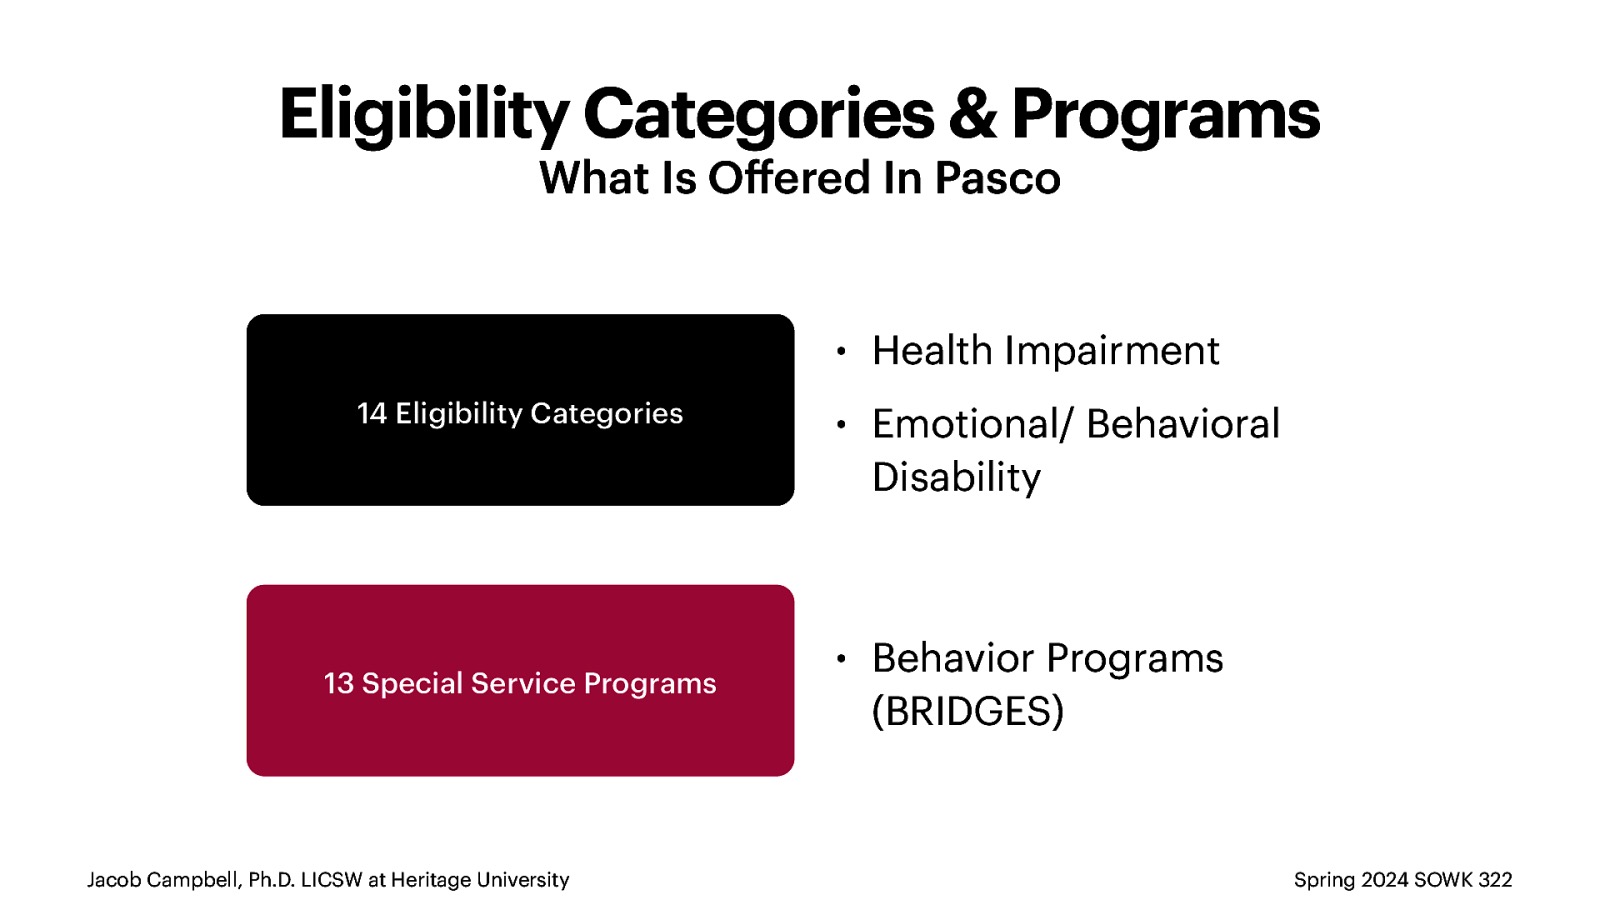 Eligibility Categories & Programs
What Is Offered In Pasco
14 Eligibility Categories
• Health Impairment
• Emotional/ Behavioral
Disability
13 Special Service Programs
• Behavior Programs
(BRIDGES)
Jacob Campbell, Ph.D. LICSW at Heritage University
Spring 2024 SOWK 322